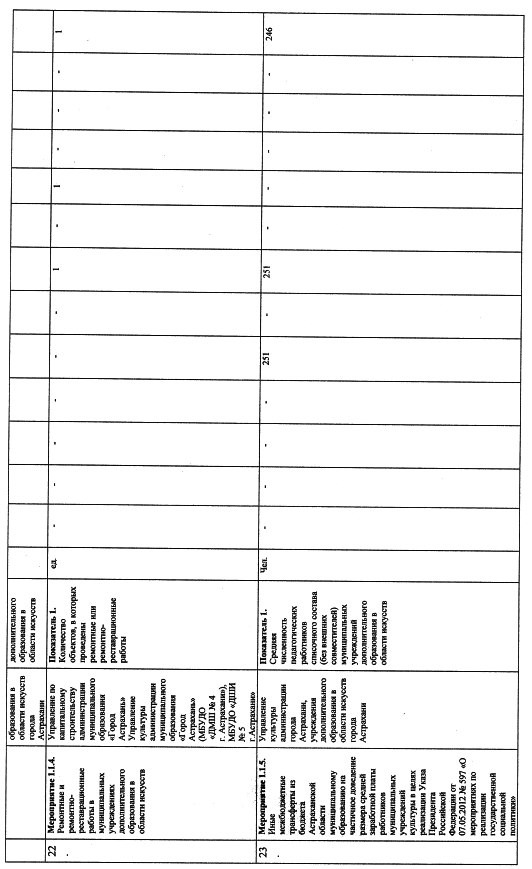 образования в
области искусств
города
Астрахани
дополнительного
образования в
области искусств
22
Мероприятие 1.1.4.
Ремонтные и
ремонтно-
реставрационные
работы в
муниципальных
учреждениях
дополнительного
образования в
области искусств
Управление по
капитальному
строительству
администрации
муниципального
образования
«Город
Астрахань»
Управление
культуры
администрации
муниципального
образования
«Город
Астрахань»
(МБУДО
«ДМШ № 4
г. Астрахани»),
МБУДО «ДШИ
№ 5
г.Астрахани»
Показатель 1.
Количество
объектов, в которых
проведены
ремонтные или
ремонтно-
реставрационные
работы
ед.
-
-
-
-
-
-
1
-
1
-
-
-
1
23
Мероприятие 1.1.5.
Иные
межбюджетные
трансферты из
бюджета
Астраханской
области
муниципальному
образованию на
частичное доведение
размера средней
заработной платы
работников
муниципальных
учреждений
культуры в целях
реализации Указа
Президента
Российской
Федерации от
07.05.2012 № 597 «О
мероприятиях по
реализации
государственной
социальной
политики»
Управление
культуры
администрации
города
Астрахани,
учреждения
дополнительного
образования в
области искусств
города
Астрахани
Показатель 1.
Средняя
численность
педагогических
работников
списочного состава
(без внешних
совместителей)
муниципальных
учреждений
дополнительного
образования в
области искусств
Чел.
-
-
-
-
251
-
251
-
-
-
-
-
246